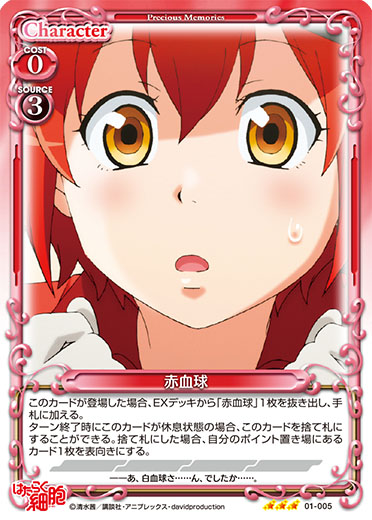 Precious Memories
Character
COST
0
SOURCE
3
赤血球
このカードが登場した場合、EXデッキから「赤血球」1枚を抜き出し、手
札に加える。
ターン終了時にこのカードが休息状態の場合、このカードを捨て札に
することができる。捨て札にした場合、自分のポイント置き場にある
カード1枚を表向きにする。
――あ、白血球さ……ん、でしたか……。
はたらく細胞
©清水茜／講談社・アニプレックス・davidproduction
01-005